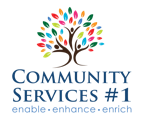 COMMUNITY
SERVICES #1
enable • enhance • enrich